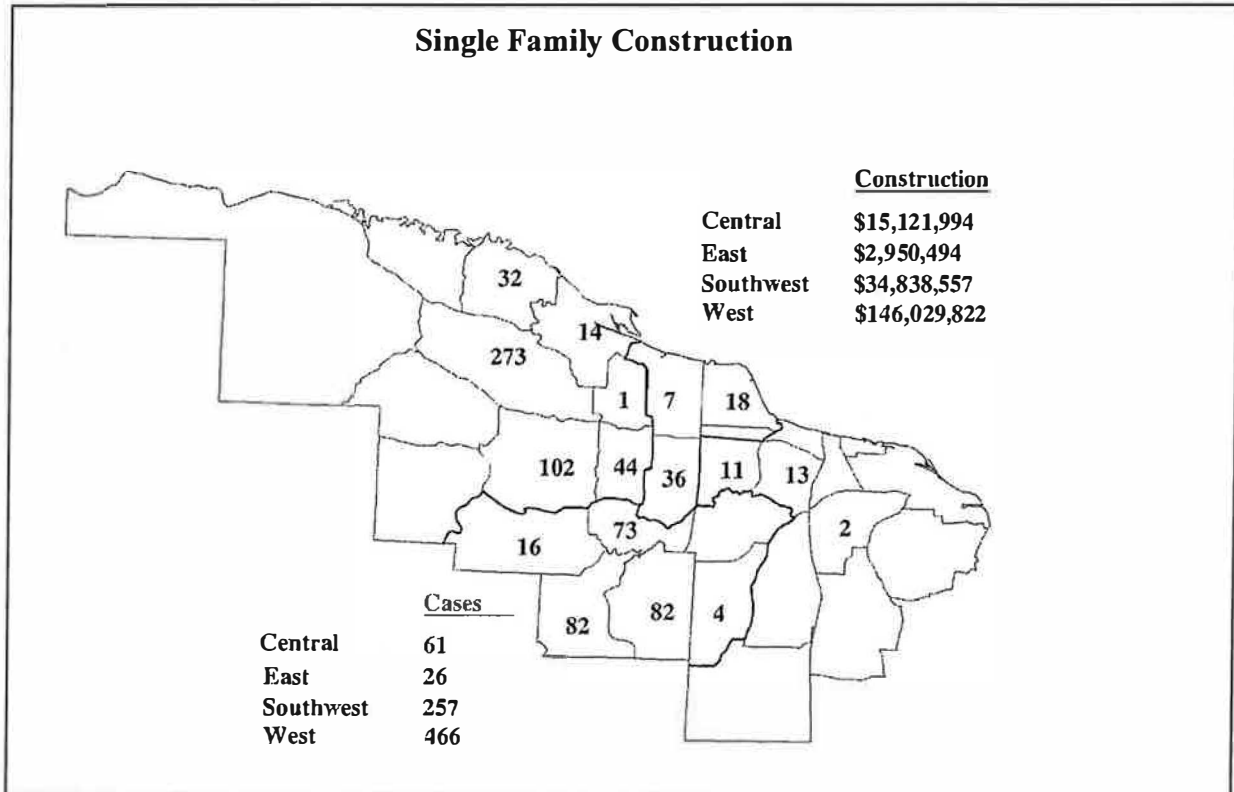 Single Family Construction
Construction
Central $15,121,994
East $2,950,494
Southwest $34,838,557
West $146,029,822
32
14
273
1
7
18
102
44
36
11
13
73
2
16
82
82
4
Cases
Central 61
East 26
Southwest 257
West 466